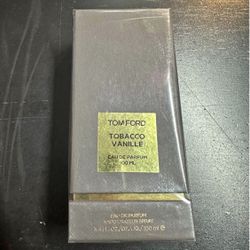 TOM FORD
TOBACCO
VANILLE
EAU DE PARFUM
100 ML
EAU DE PARFUM